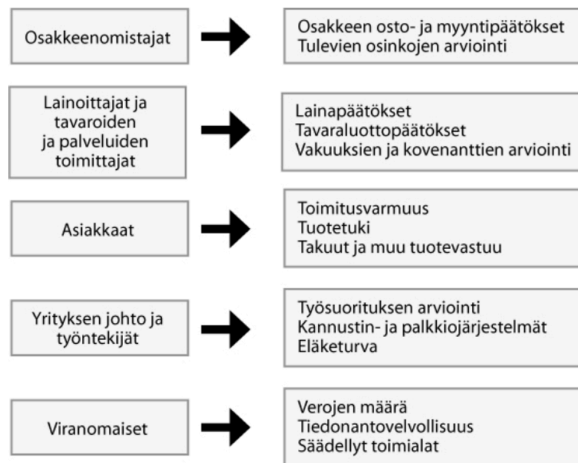 Osakkeenomistajat
Osakkeen osto- ja myyntipäätökset
Tulevien osinkojen arviointi
Lainoittajat ja
tavaroiden
ja palveluiden
toimittajat
Lainapäätökset
Tavaraluottopäätökset
Vakuuksien ja kovenanttien arviointi
Asiakkaat
Toimitusvarmuus
Tuotetuki
Takuut ja muu tuotevastuu
Yrityksen johto ja
työntekijät
Työsuorituksen arviointi
Kannustin- ja palkkiojärjestelmät
Eläketurva
Viranomaiset
Verojen määrä
Tiedonantovelvollisuus
Säädellyt toimialat